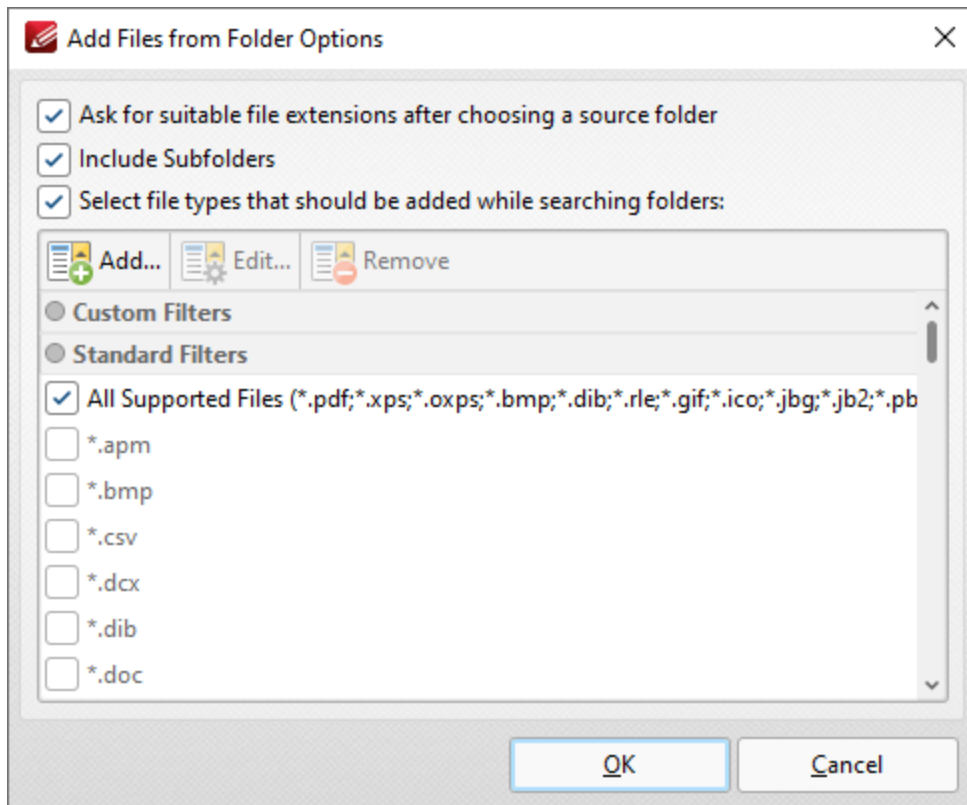 Add Files from Folder Options
Ask for suitable file extensions after choosing a source folder
Include Subfolders
Select file types that should be added while searching folders:
Add... Edit... Remove
Custom Filters
Standard Filters
All Supported Files (*.pdf;*.xps;*.oxps;*.bmp;*.dib;*.rle;*.gif;*.ico;*.jbg;*.jb2;*.pb
*.apm
*.bmp
*.csv
*.dcx
*.dib
*.doc
OK Cancel